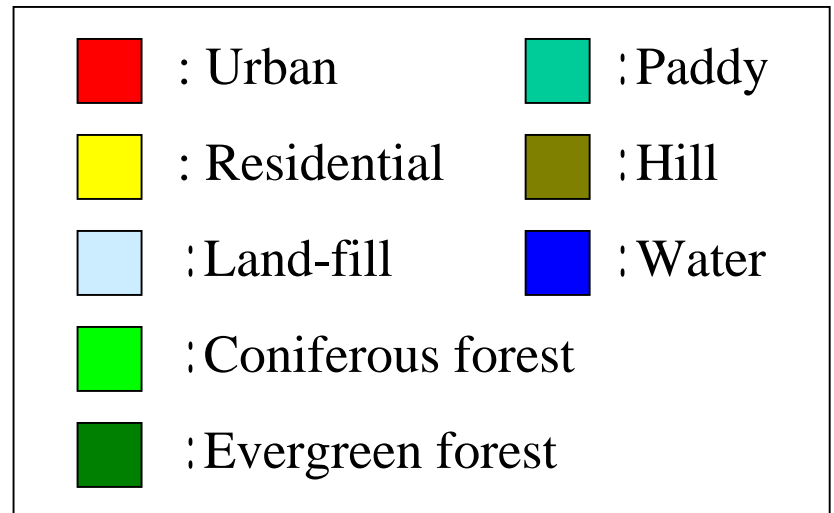 : Urban
: Residential
: Land-fill
: Coniferous forest
: Evergreen forest
: Paddy
: Hill
: Water